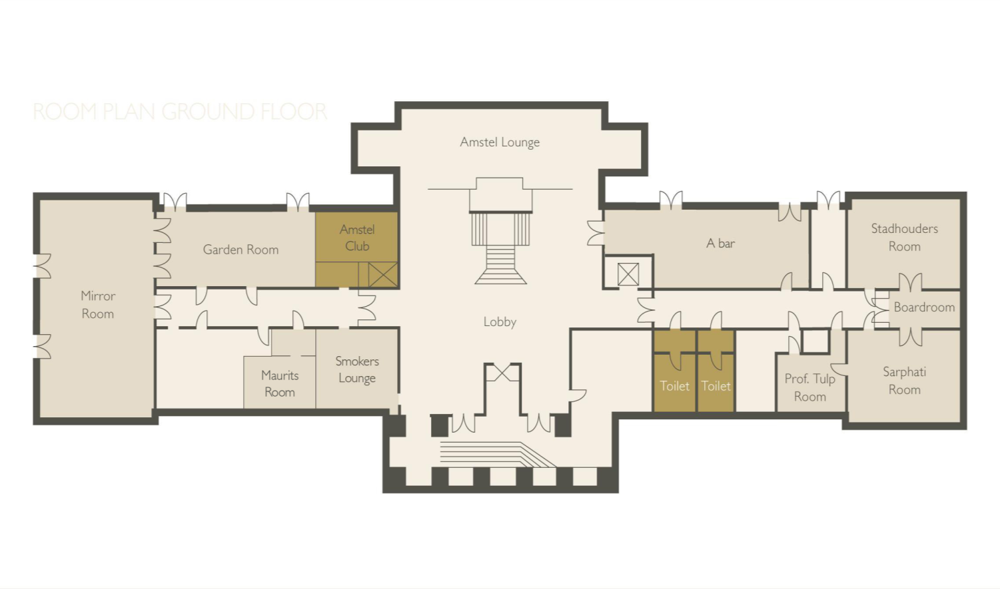 ROOM PLAN GROUND FLOOR
Amstel Lounge
Amstel
Club
Garden Room
A bar
Stadhouders
Room
Mirror
Room
Boardroom
Lobby
Smokers
Lounge
Maurits
Room
Toilet
Toilet
Prof. Tulp
Room
Sarphati
Room